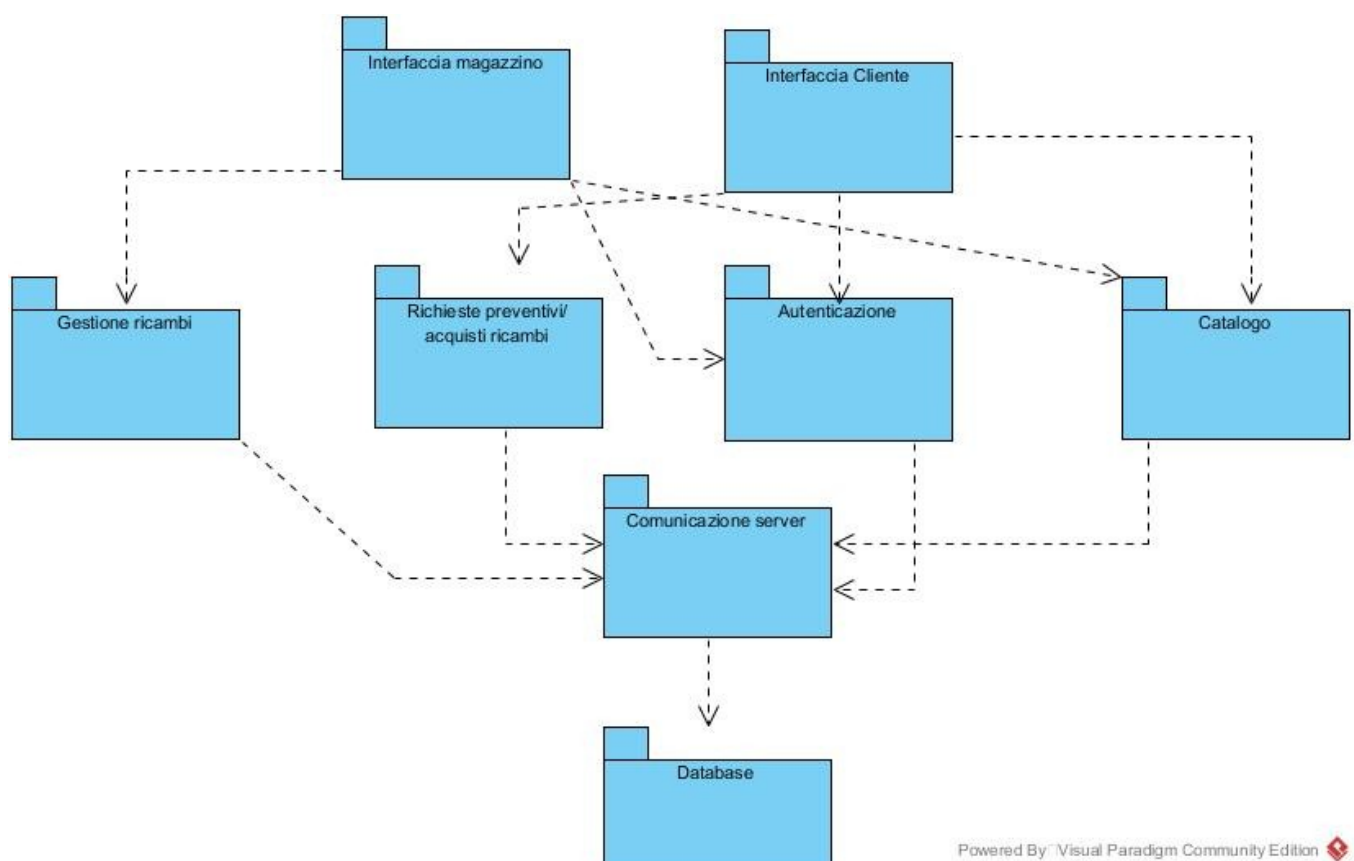 Interfaccia magazzino
Interfaccia Cliente
Gestione ricambi
Richieste preventivi/
acquisti ricambi
Autenticazione
Catalogo
Comunicazione server
Database
Powered By Visual Paradigm Community Edition